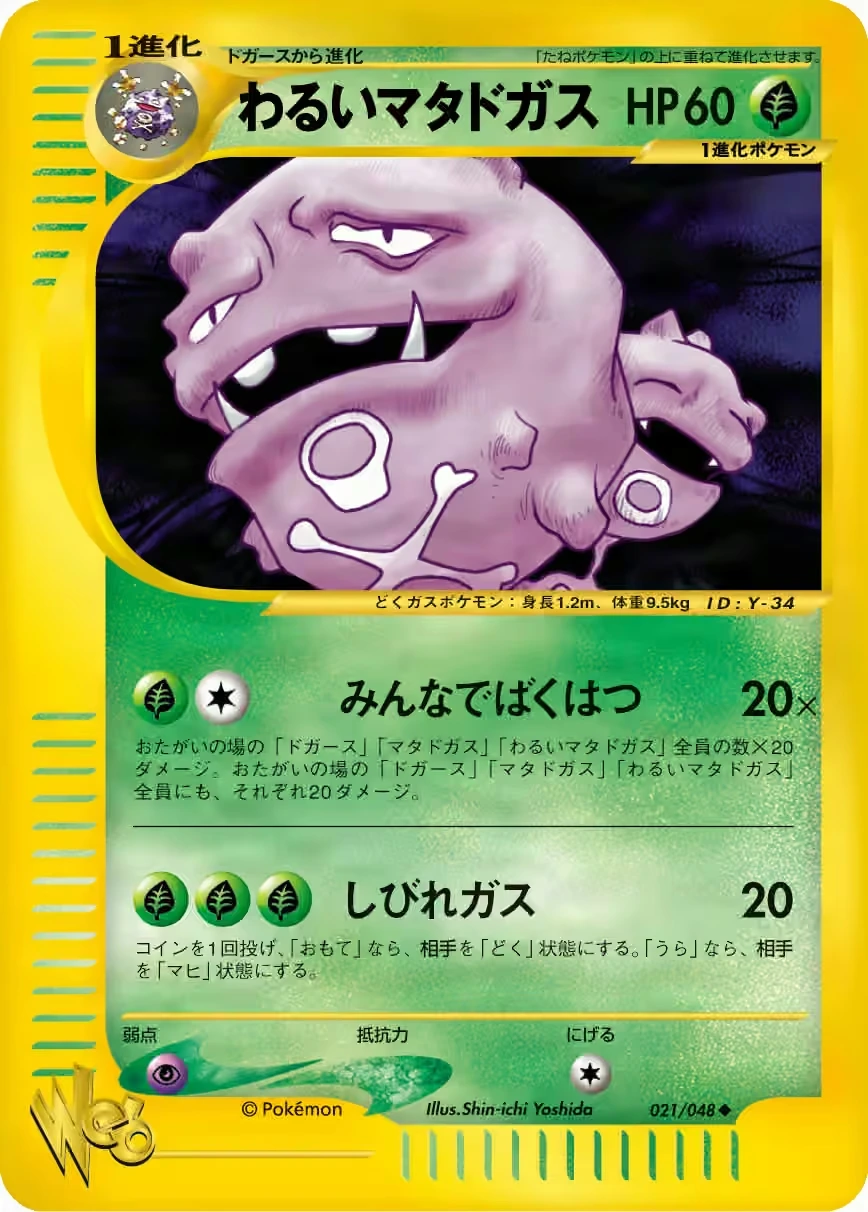 1進化
ドガースから進化
「たねポケモン」の上に重ねて進化させます。
わるいマタドガス HP60
1進化ポケモン
どくガスポケモン：身長1.2m、体重9.5kg ID：Y-34
みんなでばくはつ 20×
おたがいの場の「ドガース」「マタドガス」「わるいマタドガス」全員の数×20
ダメージ。おたがいの場の「ドガース」「マタドガス」「わるいマタドガス」
全員にも、それぞれ20ダメージ。
しびれガス 20
コインを1回投げ、「おもて」なら、相手を「どく」状態にする。「うら」なら、相手
を「マヒ」状態にする。
弱点 抵抗力 にげる
Web
© Pokémon Illus.Shin-ichi Yoshida 021/048◆